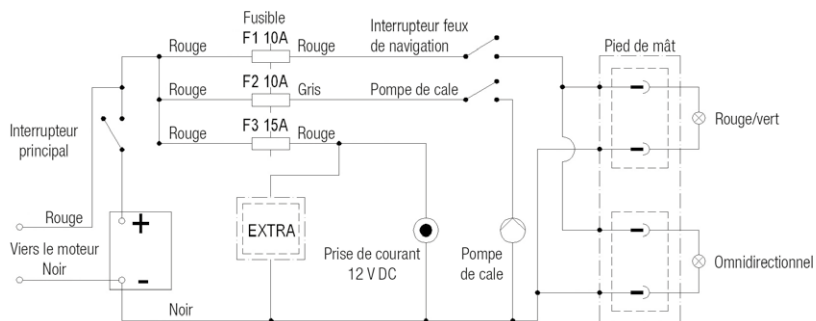 Fusible
F1 10A
Rouge
Rouge
Interrupteur feux
de navigation
Pied de mât
F2 10A
Rouge
Gris
Pompe de cale
Rouge/vert
F3 15A
Rouge
Rouge
Interrupteur
principal
Rouge
+
EXTRA
Viers le moteur
Noir
-
Prise de courant
12 V DC
Pompe
de cale
Omnidirectionnel
Noir